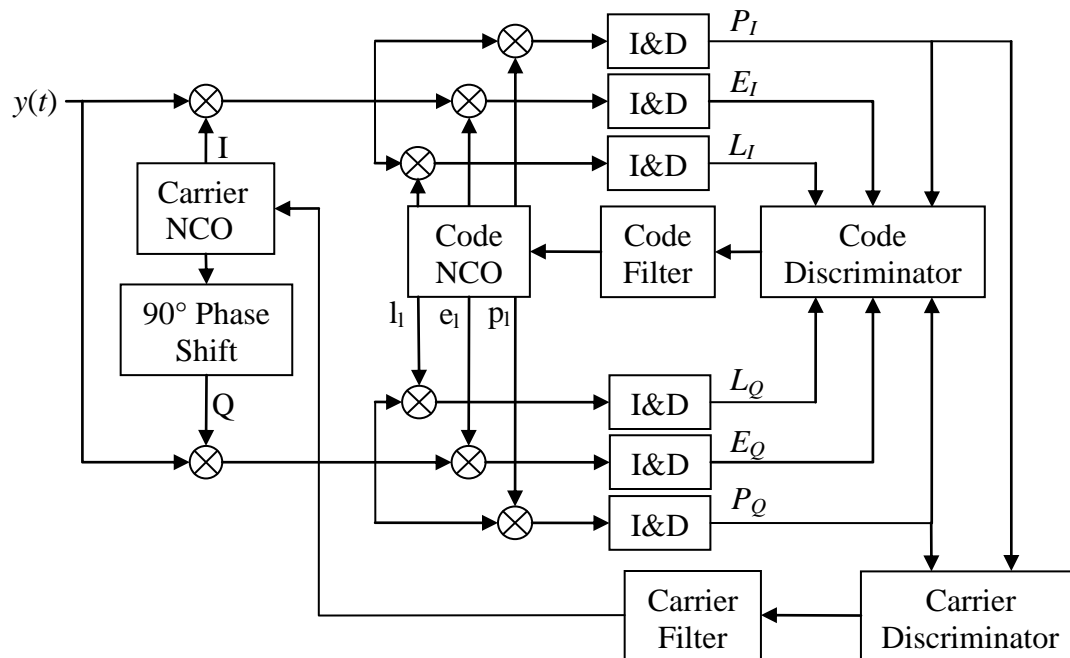 P_I
I&D
E_I
y(t)
I&D
L_I
I
I&D
Carrier
NCO
Code
NCO
Code
Filter
Code
Discriminator
90° Phase
Shift
l_l
e_l
p_l
Q
L_Q
I&D
E_Q
I&D
P_Q
I&D
Carrier
Filter
Carrier
Discriminator